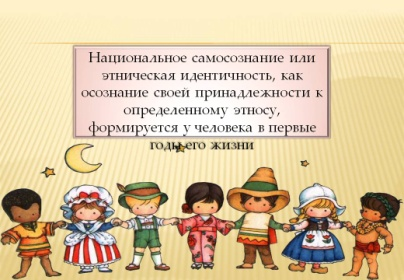 Национальное самосознание или
этническая идентичность, как
осознание своей принадлежности к
определенному этносу,
формируется у человека в первые
годы его жизни